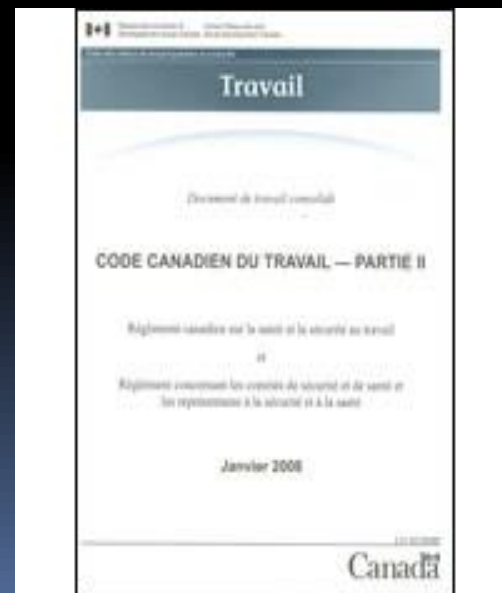 Travail
Document de travail consolidé
CODE CANADIEN DU TRAVAIL — PARTIE II
Règlement canadien sur la santé et la sécurité au travail
et
Règlement concernant les comités de sécurité et de santé et
les représentants à la sécurité et à la santé
Janvier 2008
Canada